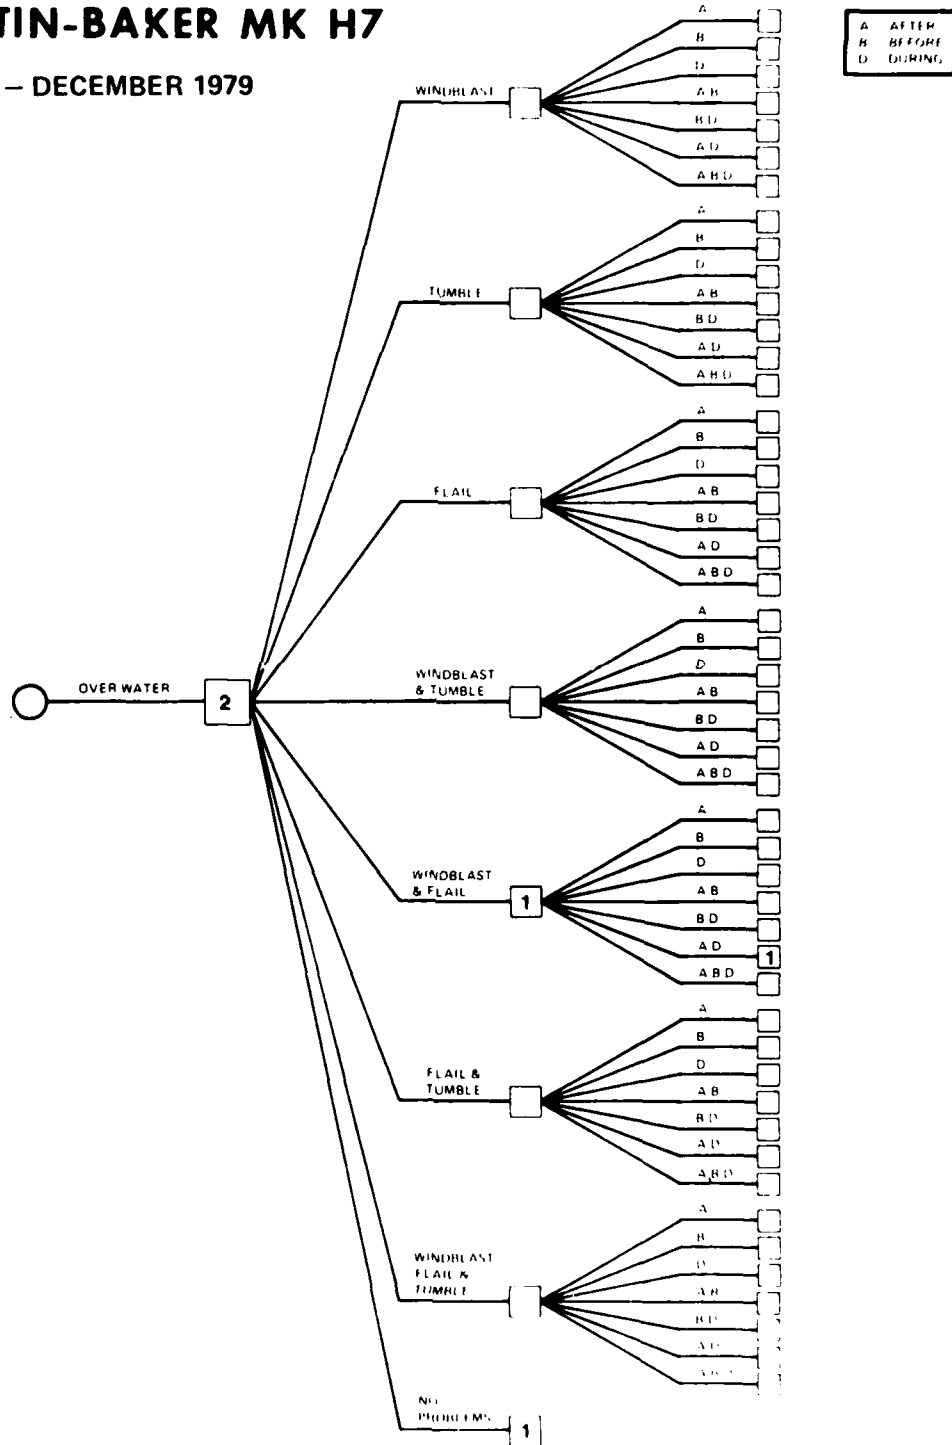 TIN-BAKER MK H7
– DECEMBER 1979
A AFTER
B BEFORE
D DURING
OVER WATER
2
WINDBLAST
A
B
D
A B
B D
A D
A B D
TUMBLE
A
B
D
A B
B D
A D
A B D
FLAIL
A
B
D
A B
B D
A D
A B D
WINDBLAST
& TUMBLE
A
B
D
A B
B D
A D
A B D
WINDBLAST
& FLAIL
1
A
B
D
A B
B D
A D
1
A B D
FLAIL &
TUMBLE
A
B
D
A B
B D
A D
A B D
WINDBLAST
FLAIL &
TUMBLE
A
B
D
A B
B D
A D
A B D
NO
PROBLEMS
1